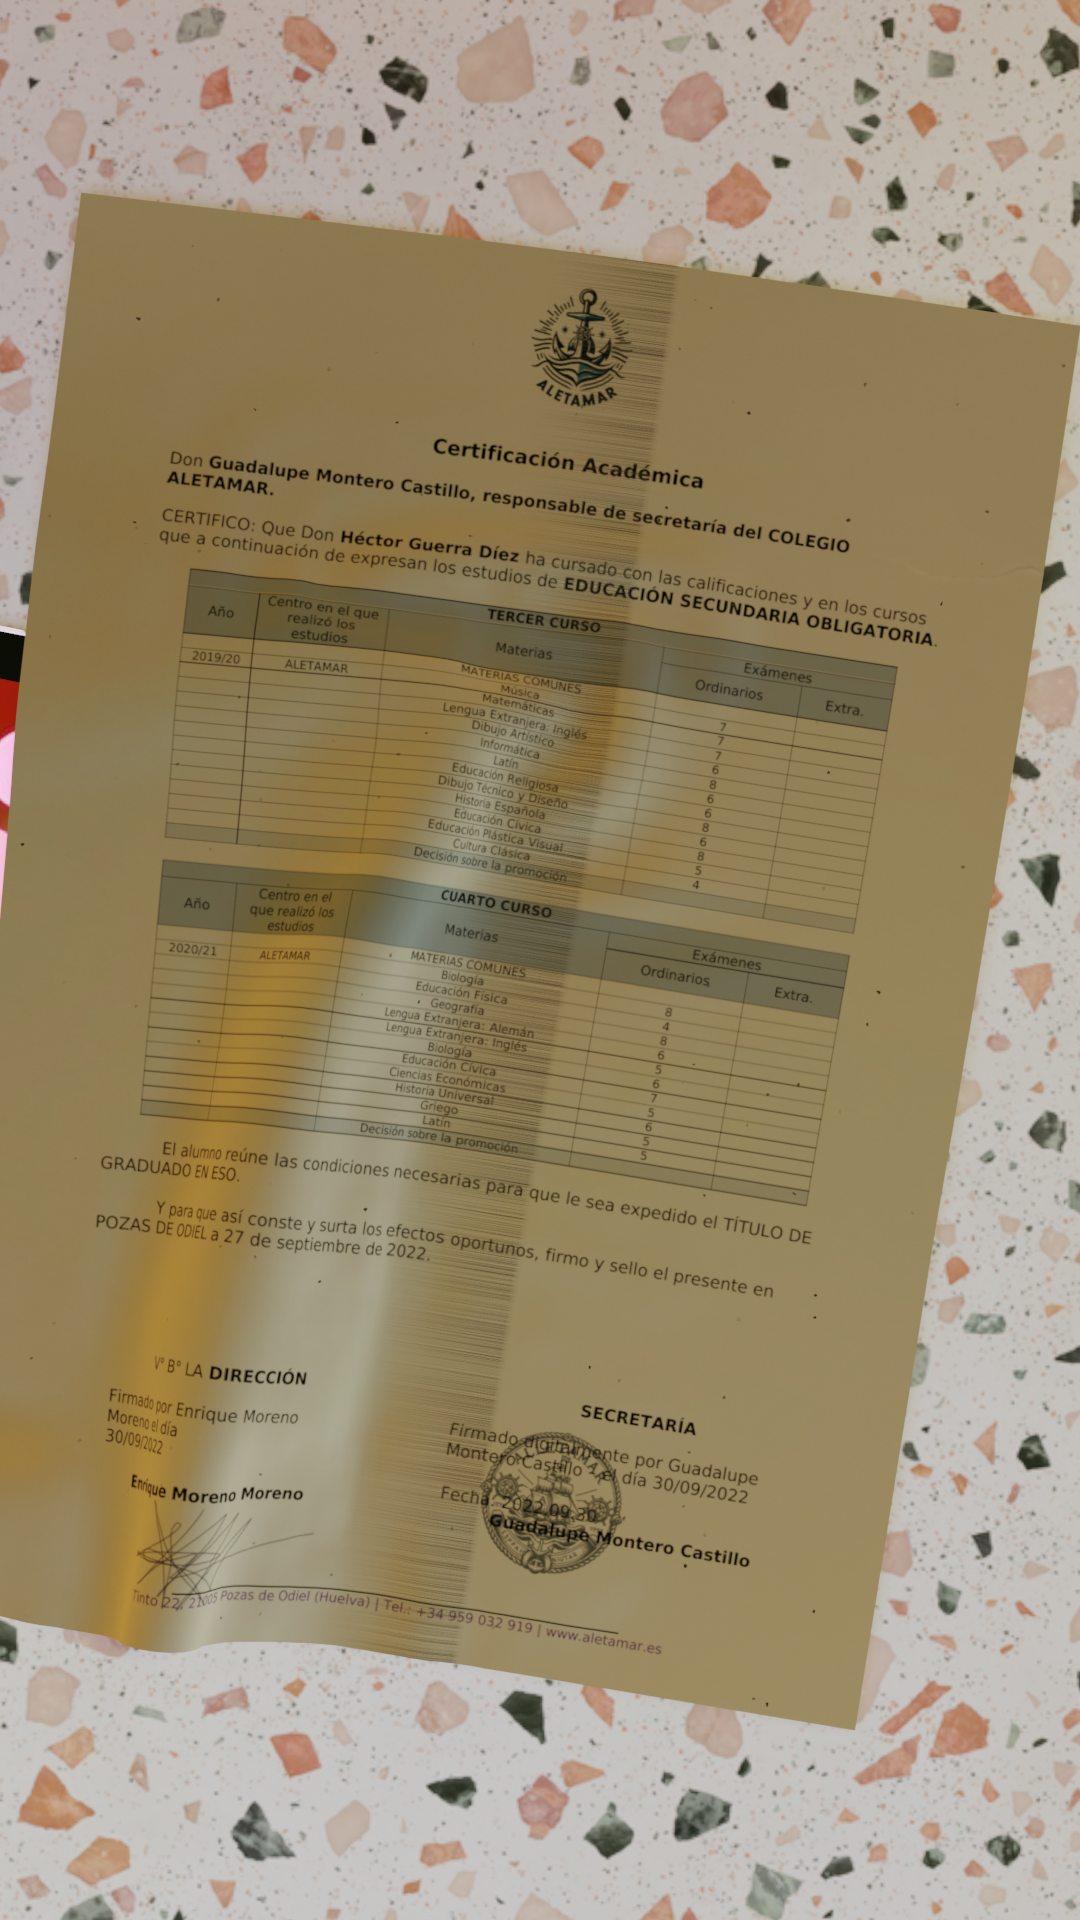 ALETAMAR
Certificación Académica
Don Guadalupe Montero Castillo, responsable de secretaría del COLEGIO
ALETAMAR.
CERTIFICO: Que Don Héctor Guerra Díez ha cursado con las calificaciones y en los cursos
que a continuación de expresan los estudios de EDUCACIÓN SECUNDARIA OBLIGATORIA.
TERCER CURSO
Año Centro en el que realizó los estudios Materias Exámenes
Ordinarios Extra.
MATERIAS COMUNES
2019/20 ALETAMAR Música 7
Matemáticas 7
Lengua Extranjera: Inglés 7
Dibujo Artístico 6
Informática 8
Latín 6
Educación Religiosa 6
Dibujo Técnico y Diseño 8
Historia Española 6
Educación Cívica 8
Educación Plástica Visual 5
Cultura Clásica 4
Decisión sobre la promoción
CUARTO CURSO
Año Centro en el que realizó los estudios Materias Exámenes
Ordinarios Extra.
MATERIAS COMUNES
2020/21 ALETAMAR Biología 8
Educación Física 4
Geografía 8
Lengua Extranjera: Alemán 6
Lengua Extranjera: Inglés 5
Biología 6
Educación Cívica 7
Ciencias Económicas 5
Historia Universal 6
Griego 5
Latín 5
Decisión sobre la promoción
El alumno reúne las condiciones necesarias para que le sea expedido el TÍTULO DE
GRADUADO EN ESO.
Y para que así conste y surta los efectos oportunos, firmo y sello el presente en
POZAS DE ODIEL a 27 de septiembre de 2022.
Vº Bº LA DIRECCIÓN
Firmado por Enrique Moreno
Moreno el día
30/09/2022
Enrique Moreno Moreno
SECRETARÍA
Firmado digitalmente por Guadalupe
Montero Castillo el día 30/09/2022
Fecha: 2022.09.30
Guadalupe Montero Castillo
ALETAMAR
Tinto 22, 21005 Pozas de Odiel (Huelva) | Tel.: +34 959 032 919 | www.aletamar.es